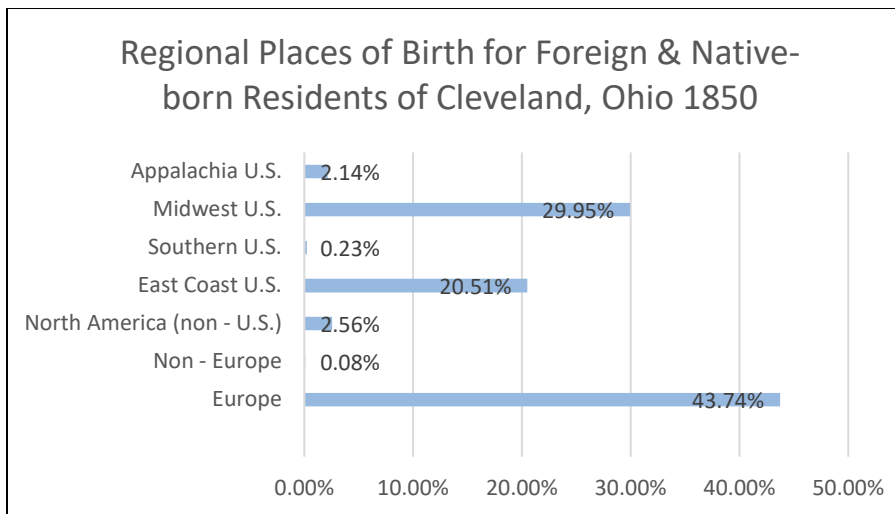 Regional Places of Birth for Foreign & Native-
born Residents of Cleveland, Ohio 1850
Appalachia U.S. 2.14%
Midwest U.S. 29.95%
Southern U.S. 0.23%
East Coast U.S. 20.51%
North America (non - U.S.) 2.56%
Non - Europe 0.08%
Europe 43.74%
0.00% 10.00% 20.00% 30.00% 40.00% 50.00%